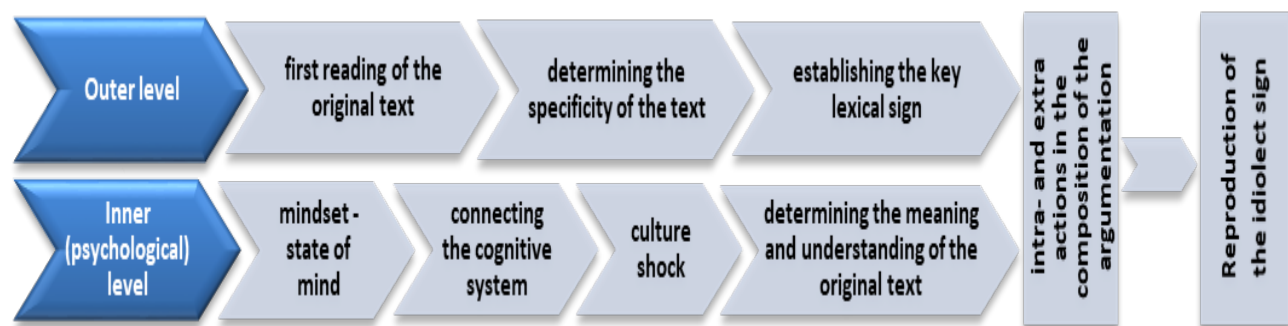 Outer level
first reading of the
original text
determining the
specificity of the text
establishing the key
lexical sign
Inner
(psychological)
level
mindset -
state of
mind
connecting
the cognitive
system
culture
shock
determining the meaning
and understanding of the
original text
intra- and extra
actions in the
composition of the
argumentation
Reproduction of
the idiolect sign